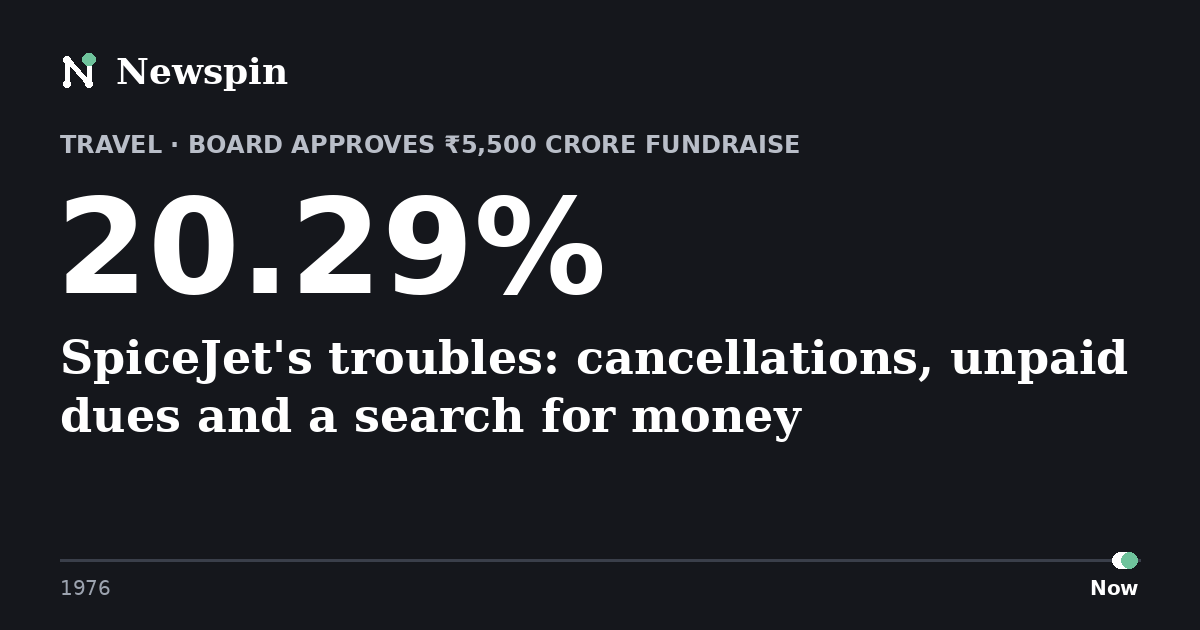 Newspin
TRAVEL · BOARD APPROVES ₹5,500 CRORE FUNDRAISE
20.29%
SpiceJet's troubles: cancellations, unpaid
dues and a search for money
1976
Now